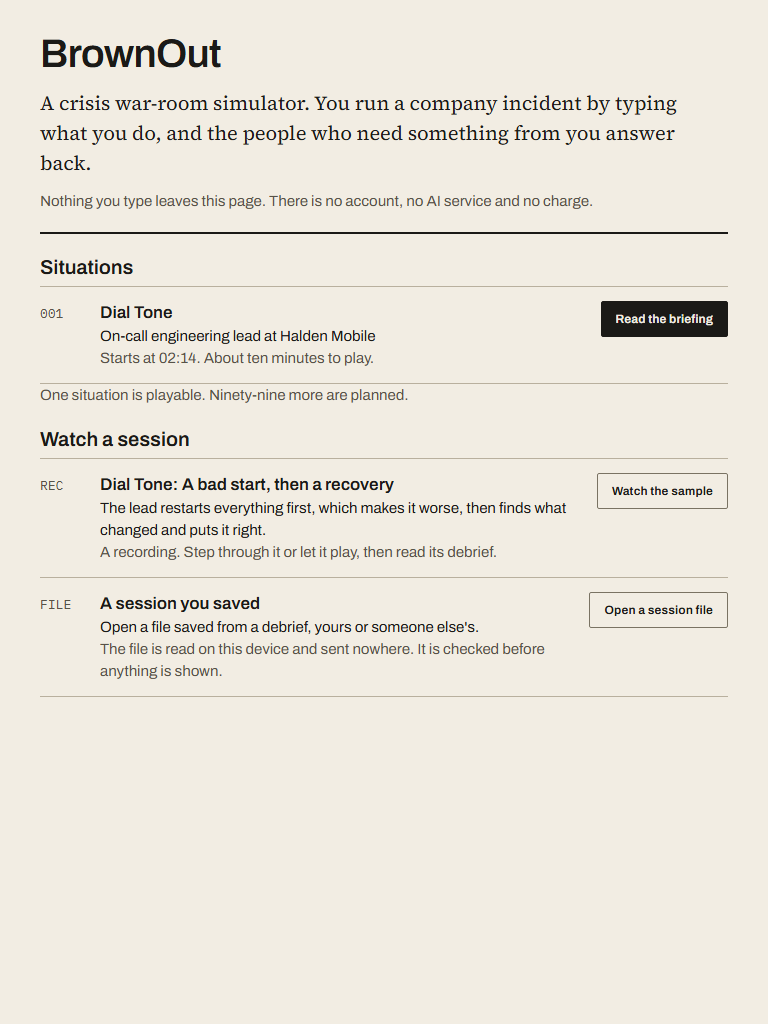 BrownOut
A crisis war-room simulator. You run a company incident by typing
what you do, and the people who need something from you answer
back.
Nothing you type leaves this page. There is no account, no AI service and no charge.
Situations
001
Dial Tone
Read the briefing
On-call engineering lead at Halden Mobile
Starts at 02:14. About ten minutes to play.
One situation is playable. Ninety-nine more are planned.
Watch a session
REC
Dial Tone: A bad start, then a recovery
Watch the sample
The lead restarts everything first, which makes it worse, then finds what
changed and puts it right.
A recording. Step through it or let it play, then read its debrief.
FILE
A session you saved
Open a session file
Open a file saved from a debrief, yours or someone else's.
The file is read on this device and sent nowhere. It is checked before
anything is shown.